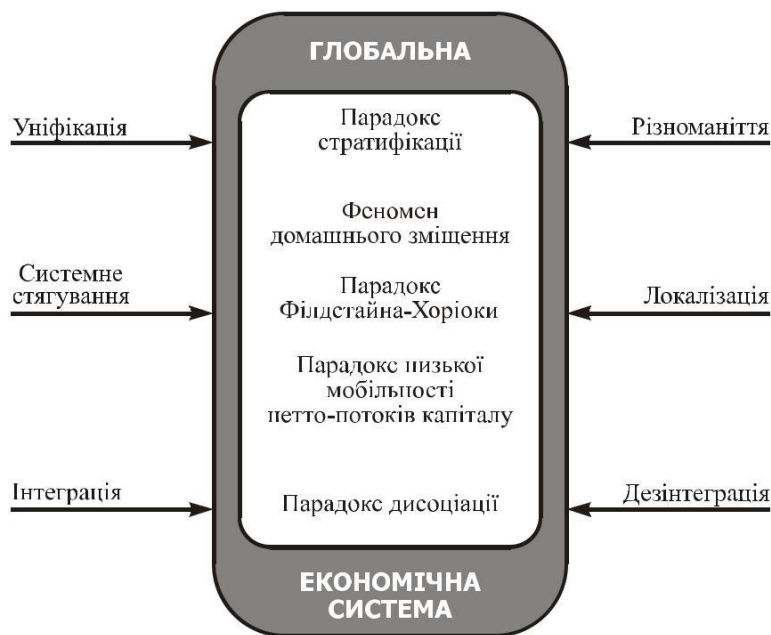 ГЛОБАЛЬНА
Уніфікація
Парадокс
стратифікації
Різноманіття
Феномен
домашнього зміщення
Системне
стягування
Парадокс
Філдстайна-Хоріоки
Локалізація
Парадокс низької
мобільності
нетто-потоків капіталу
Інтеграція
Парадокс дисоціації
Дезінтеграція
ЕКОНОМІЧНА
СИСТЕМА